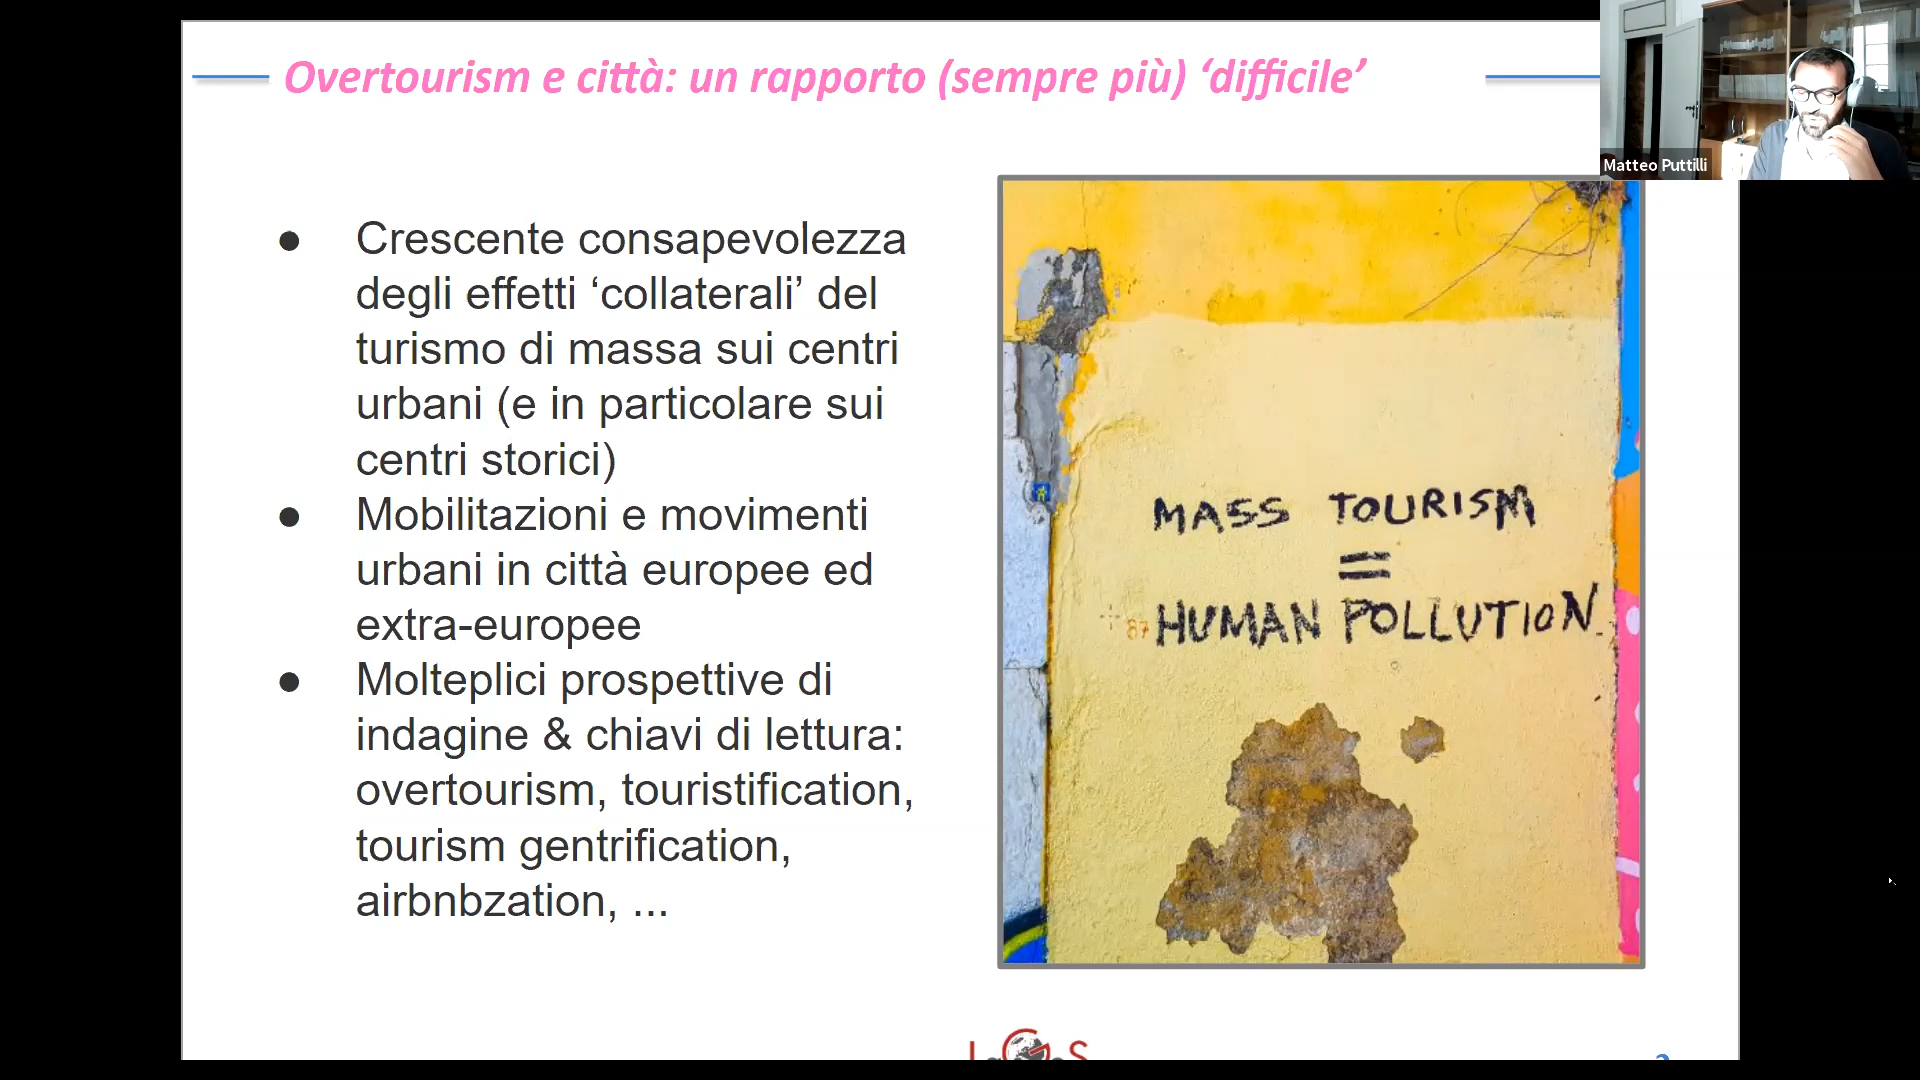 Overtourism e città: un rapporto (sempre più) ‘difficile’
Matteo Puttilli
● Crescente consapevolezza
degli effetti ‘collaterali’ del
turismo di massa sui centri
urbani (e in particolare sui
centri storici)
● Mobilitazioni e movimenti
urbani in città europee ed
extra-europee
● Molteplici prospettive di
indagine & chiavi di lettura:
overtourism, touristification,
tourism gentrification,
airbnbzation, ...
MASS TOURISM
=
HUMAN POLLUTION
87